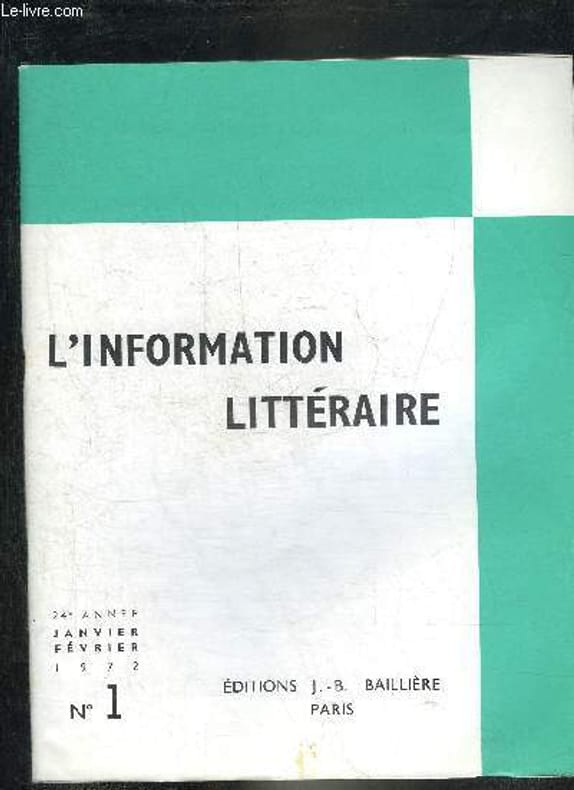 Le-livre.com
L'INFORMATION
LITTÉRAIRE
24e ANNÉE
JANVIER
FÉVRIER
1972
N° 1
ÉDITIONS J.-B. BAILLIÈRE
PARIS